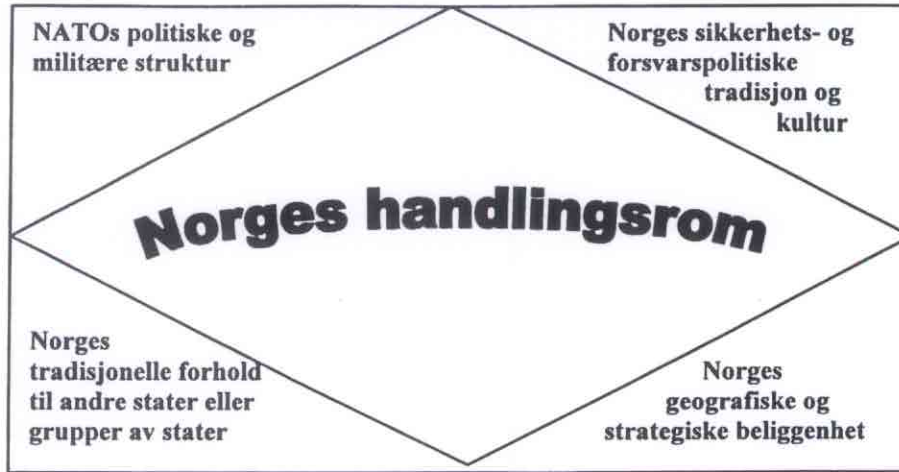 NATOs politiske og
militære struktur
Norges sikkerhets- og
forsvarspolitiske
tradisjon og
kultur
Norges handlingsrom
Norges
tradisjonelle forhold
til andre stater eller
grupper av stater
Norges
geografiske og
strategiske beliggenhet